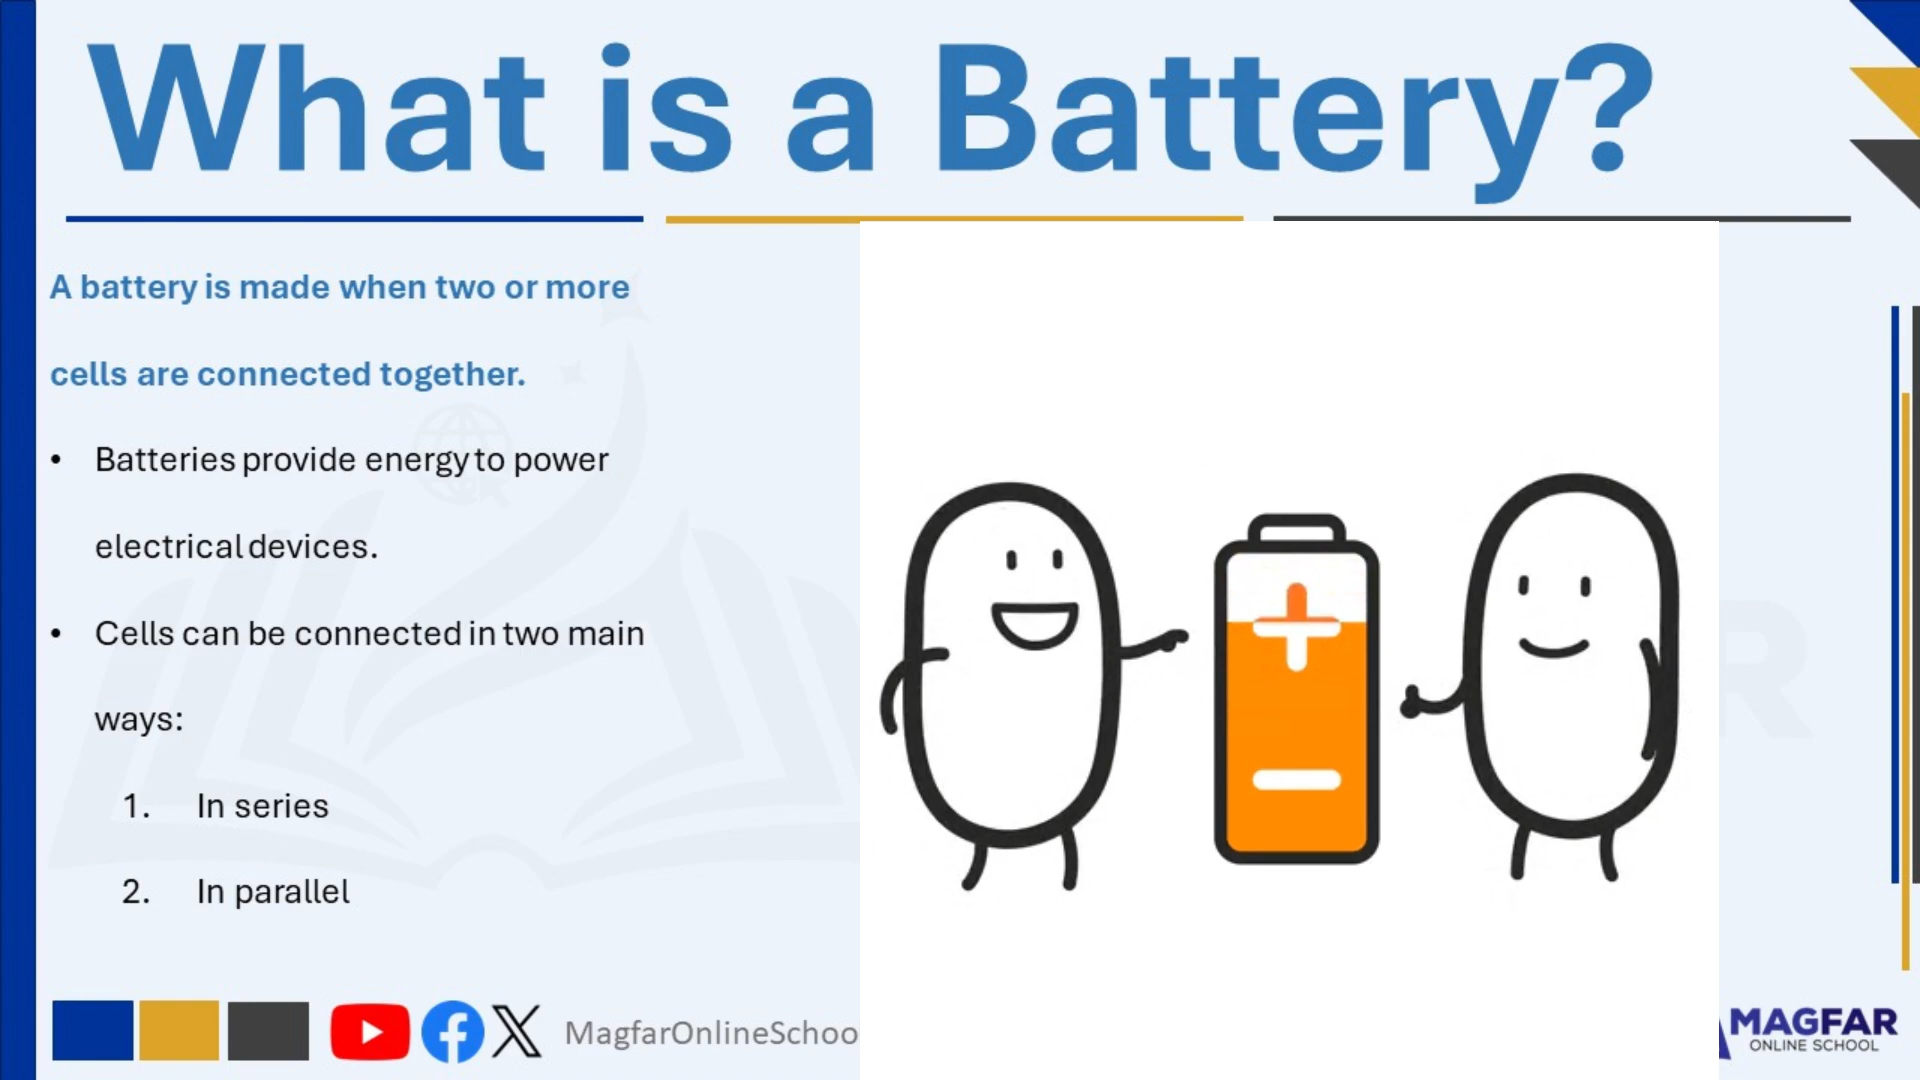 What is a Battery?
A battery is made when two or more
cells are connected together.
• Batteries provide energy to power
electrical devices.
• Cells can be connected in two main
ways:
1. In series
2. In parallel
MagfarOnlineSchoo
MAGFAR
ONLINE SCHOOL